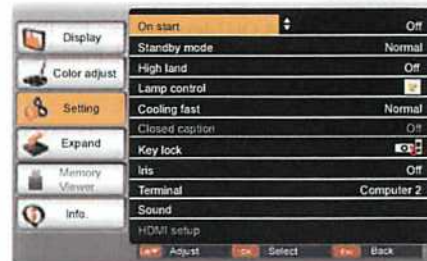 Display
Color adjust
Setting
Expand
Memory
Viewer
Info.
On start Off
Standby mode Normal
High land Off
Lamp control
Cooling fast Normal
Closed caption Off
Key lock
Iris Off
Terminal Computer 2
Sound
HDMI setup
Adjust Select Back